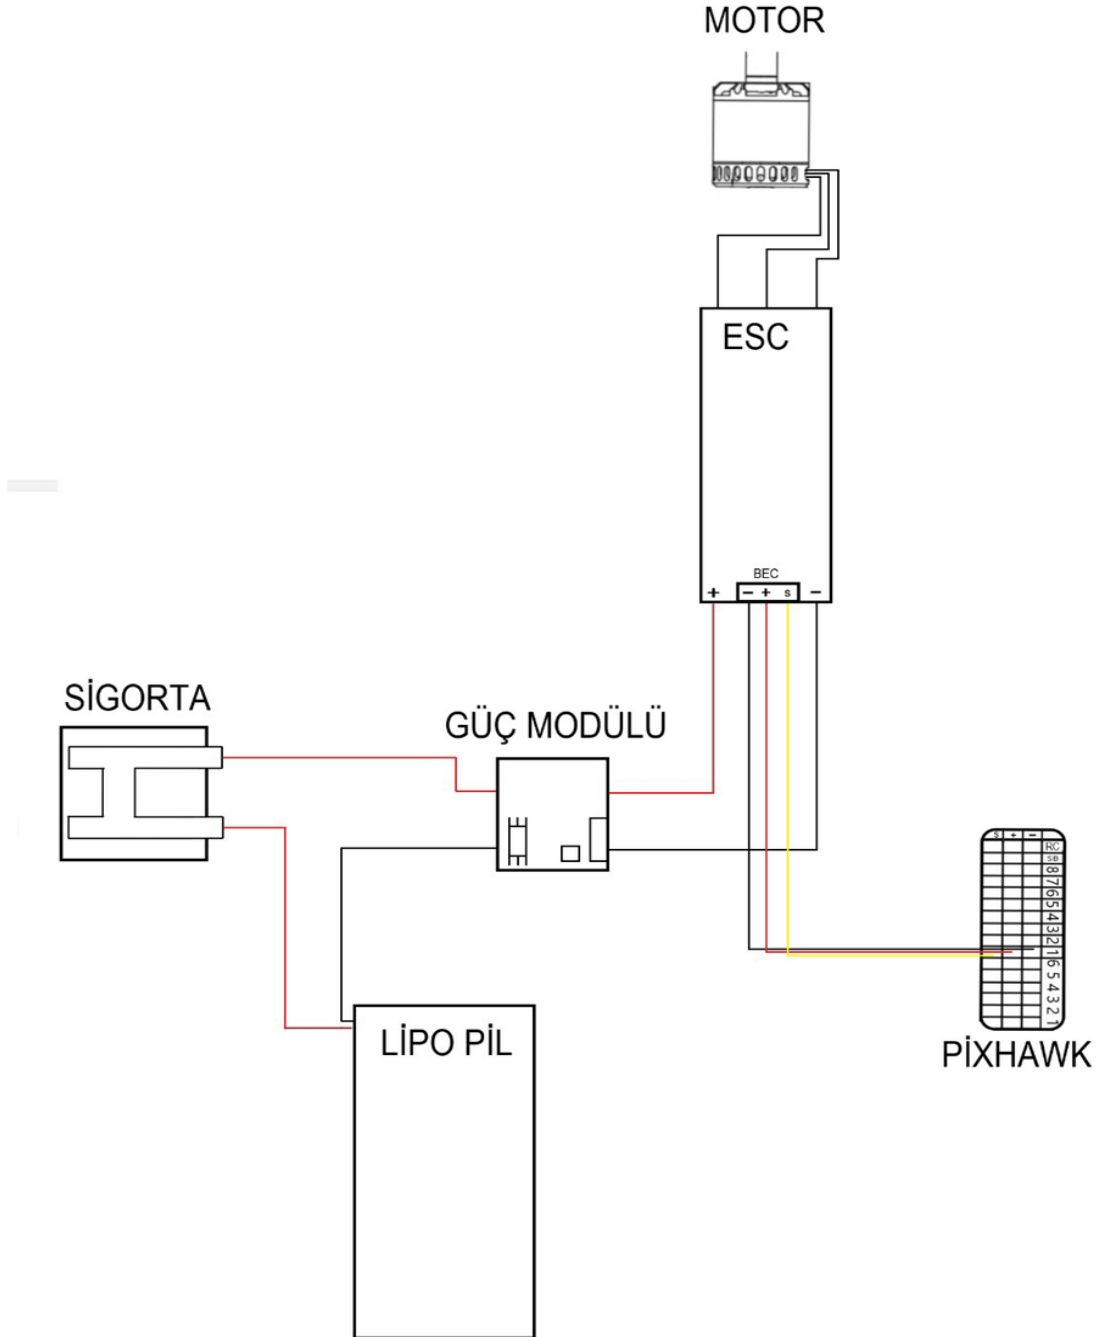 MOTOR
ESC
BEC
+ − + s −
SİGORTA
GÜÇ MODÜLÜ
S + −
RC
SB
8
7
6
5
4
3
2
1
6
5
4
3
2
1
PİXHAWK
LİPO PİL